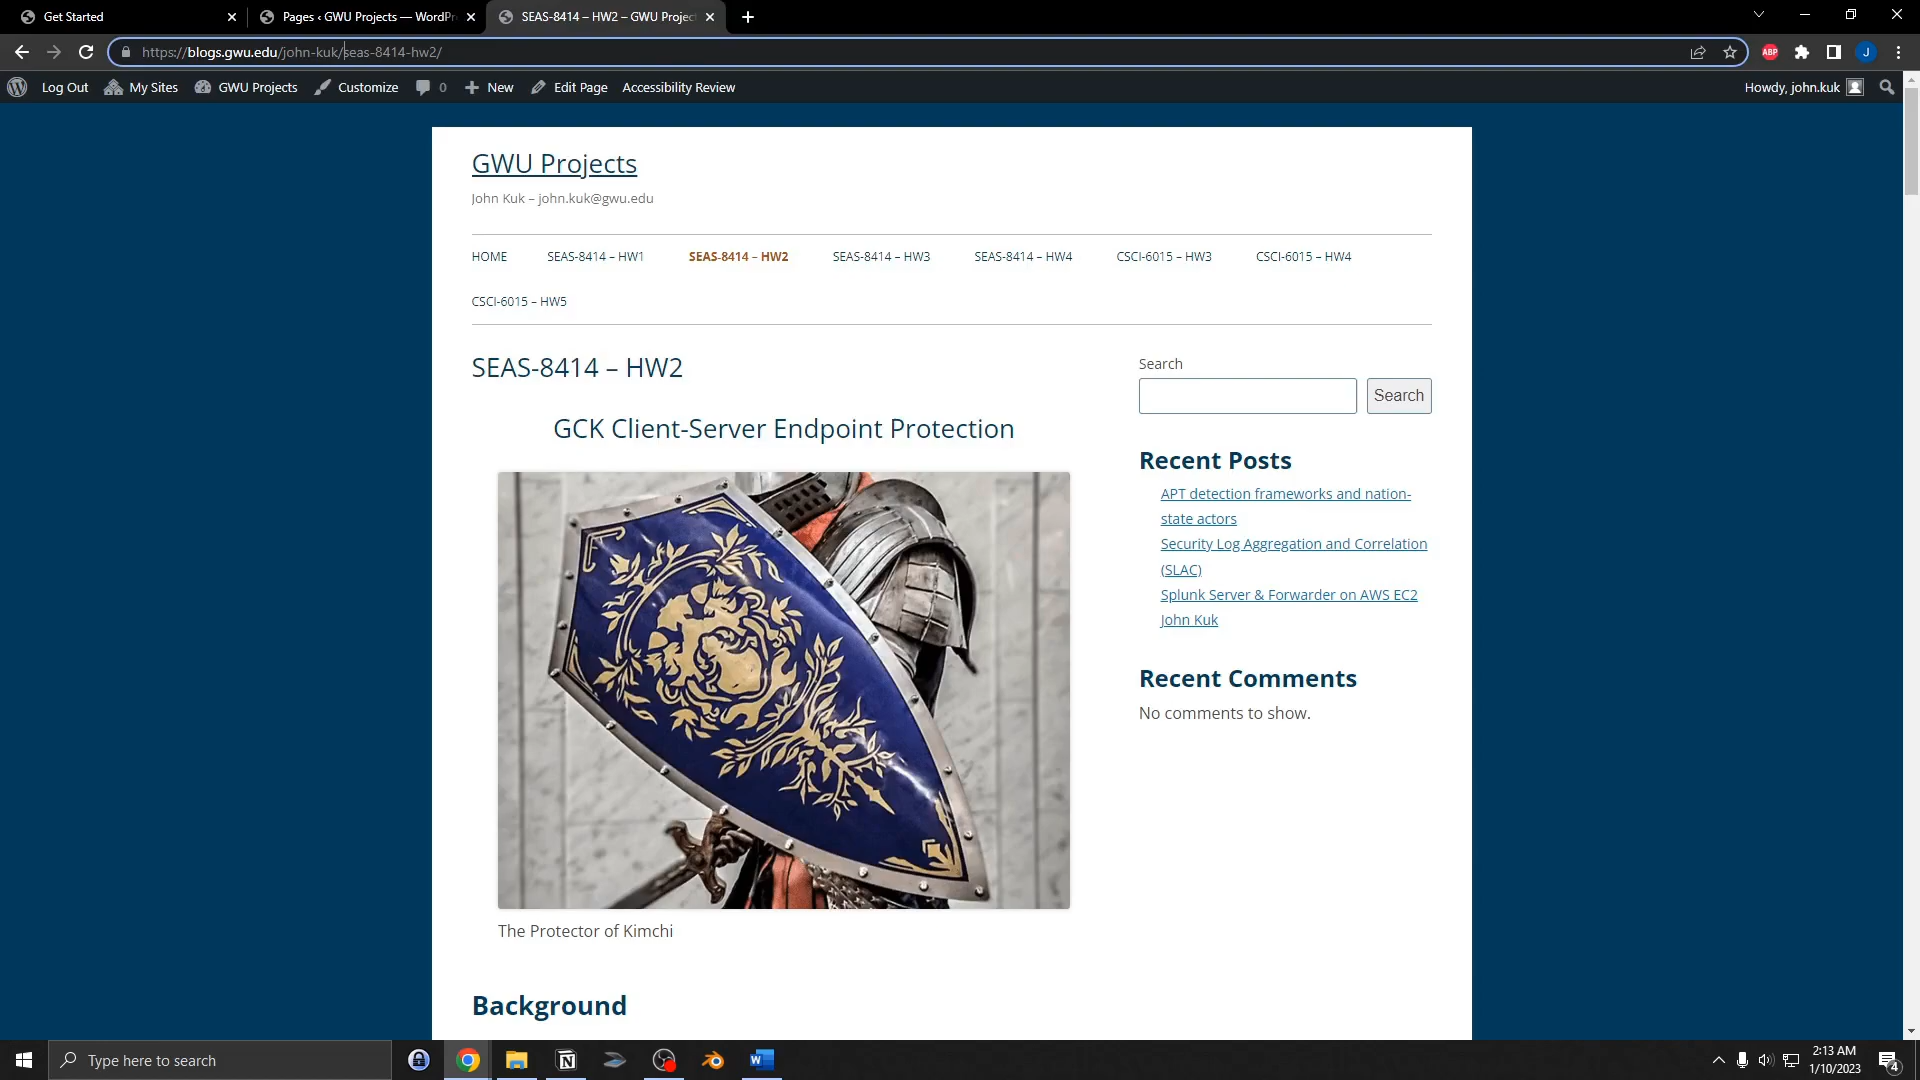 Get Started
Pages ‹ GWU Projects — WordPr
SEAS-8414 – HW2 – GWU Project
https://blogs.gwu.edu/john-kuk/seas-8414-hw2/
ABP
J
Log Out
My Sites
GWU Projects
Customize
0
New
Edit Page
Accessibility Review
Howdy, john.kuk
GWU Projects
John Kuk – john.kuk@gwu.edu
HOME
SEAS-8414 – HW1
SEAS-8414 – HW2
SEAS-8414 – HW3
SEAS-8414 – HW4
CSCI-6015 – HW3
CSCI-6015 – HW4
CSCI-6015 – HW5
SEAS-8414 – HW2
GCK Client-Server Endpoint Protection
The Protector of Kimchi
Background
Search
Search
Recent Posts
APT detection frameworks and nation-
state actors
Security Log Aggregation and Correlation
(SLAC)
Splunk Server & Forwarder on AWS EC2
John Kuk
Recent Comments
No comments to show.
Type here to search
2:13 AM
1/10/2023
4